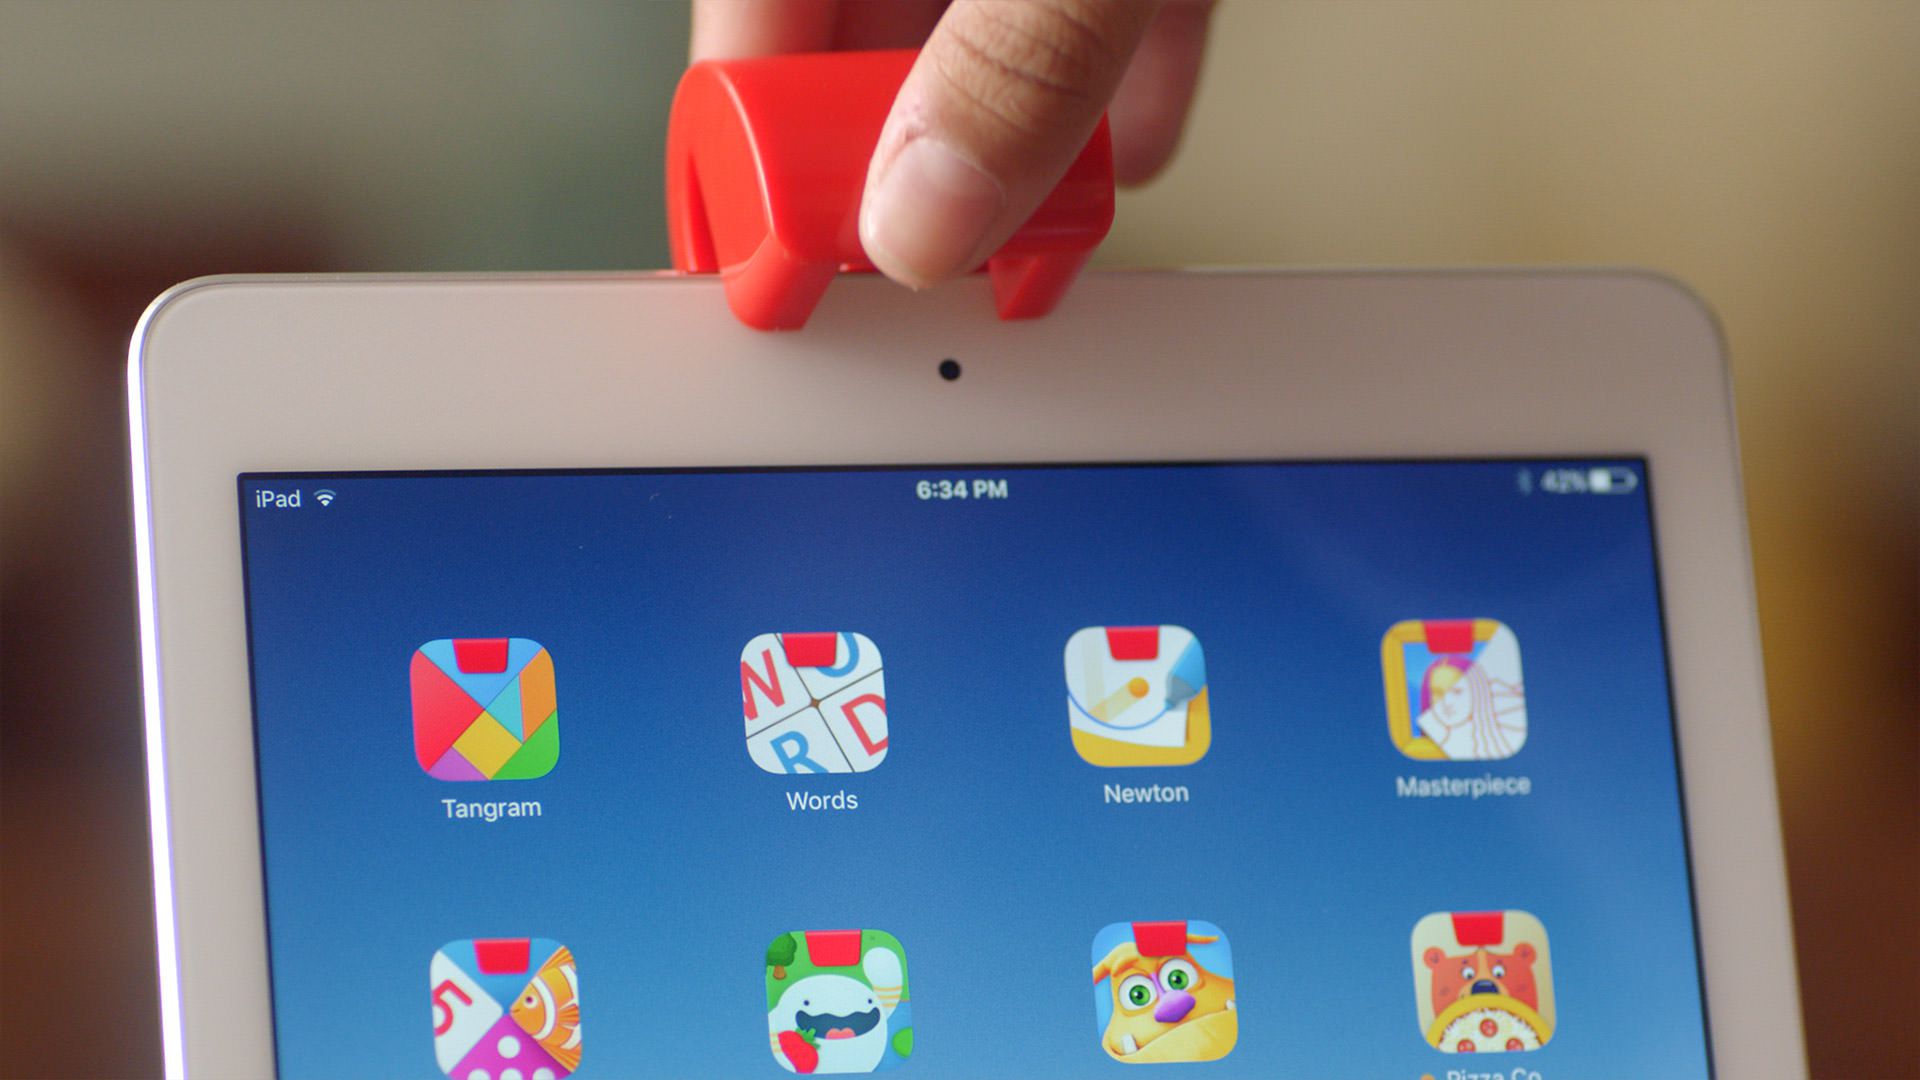 iPad
6:34 PM
42%
W O R D
Tangram
Words
Newton
Masterpiece
5
Pizza Co